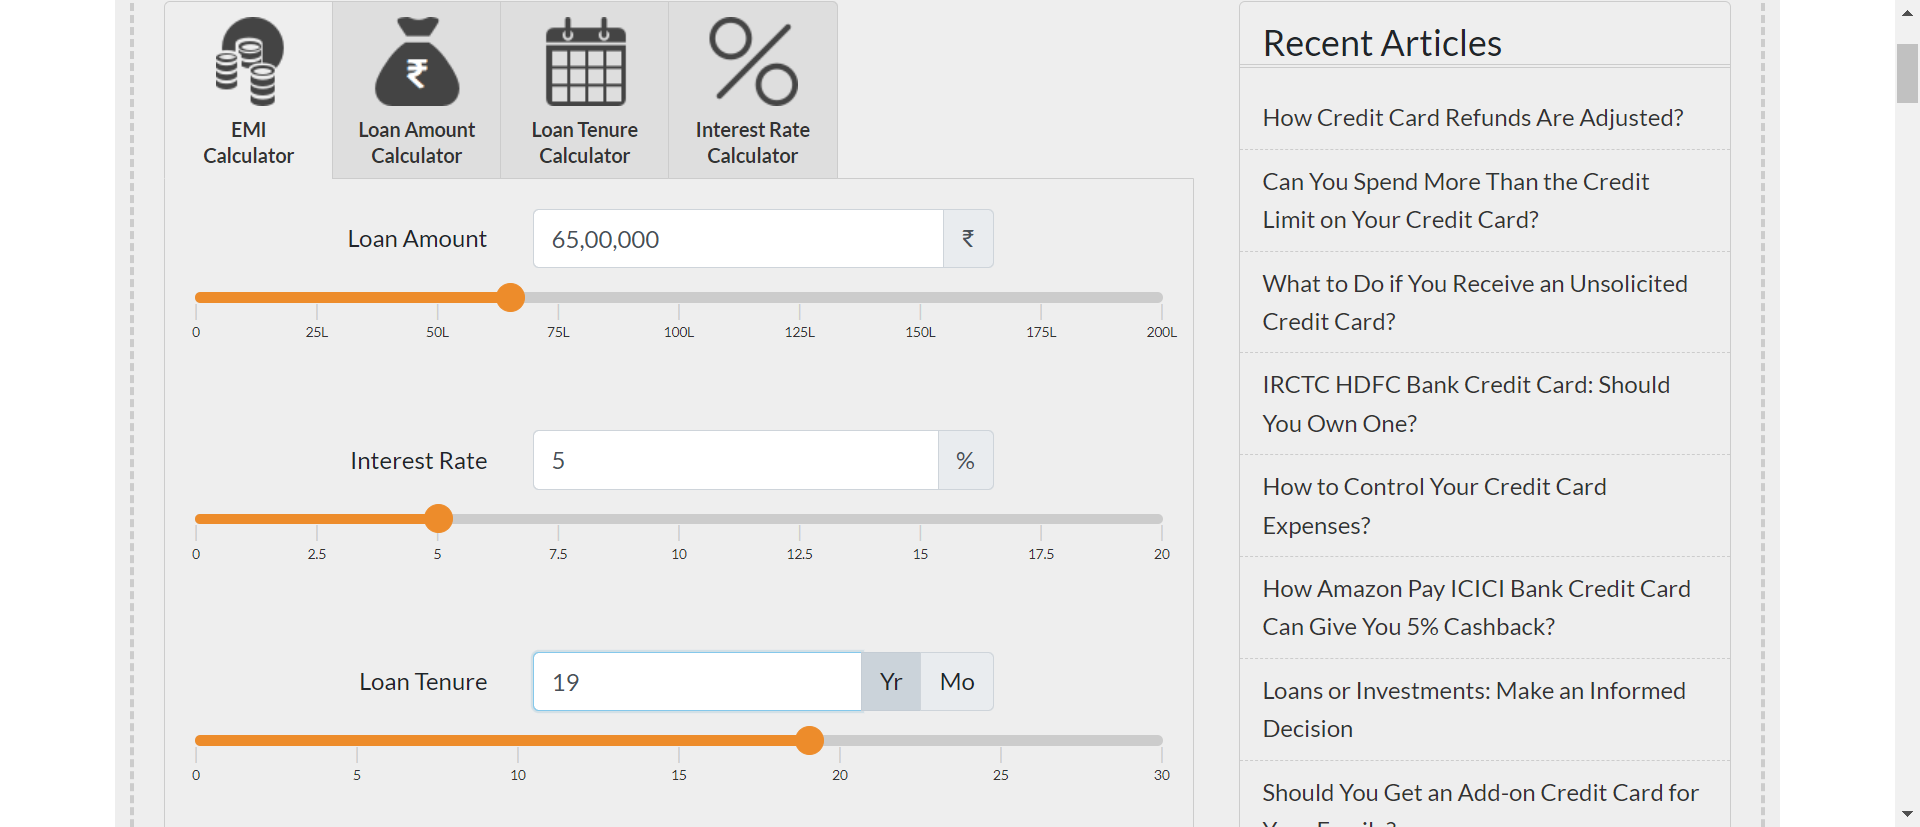 EMI
Calculator
Loan Amount
Calculator
Loan Tenure
Calculator
Interest Rate
Calculator
Loan Amount
65,00,000
₹
0 25L 50L 75L 100L 125L 150L 175L 200L
Interest Rate
5
%
0 2.5 5 7.5 10 12.5 15 17.5 20
Loan Tenure
19
Yr
Mo
0 5 10 15 20 25 30
Recent Articles
How Credit Card Refunds Are Adjusted?
Can You Spend More Than the Credit
Limit on Your Credit Card?
What to Do if You Receive an Unsolicited
Credit Card?
IRCTC HDFC Bank Credit Card: Should
You Own One?
How to Control Your Credit Card
Expenses?
How Amazon Pay ICICI Bank Credit Card
Can Give You 5% Cashback?
Loans or Investments: Make an Informed
Decision
Should You Get an Add-on Credit Card for